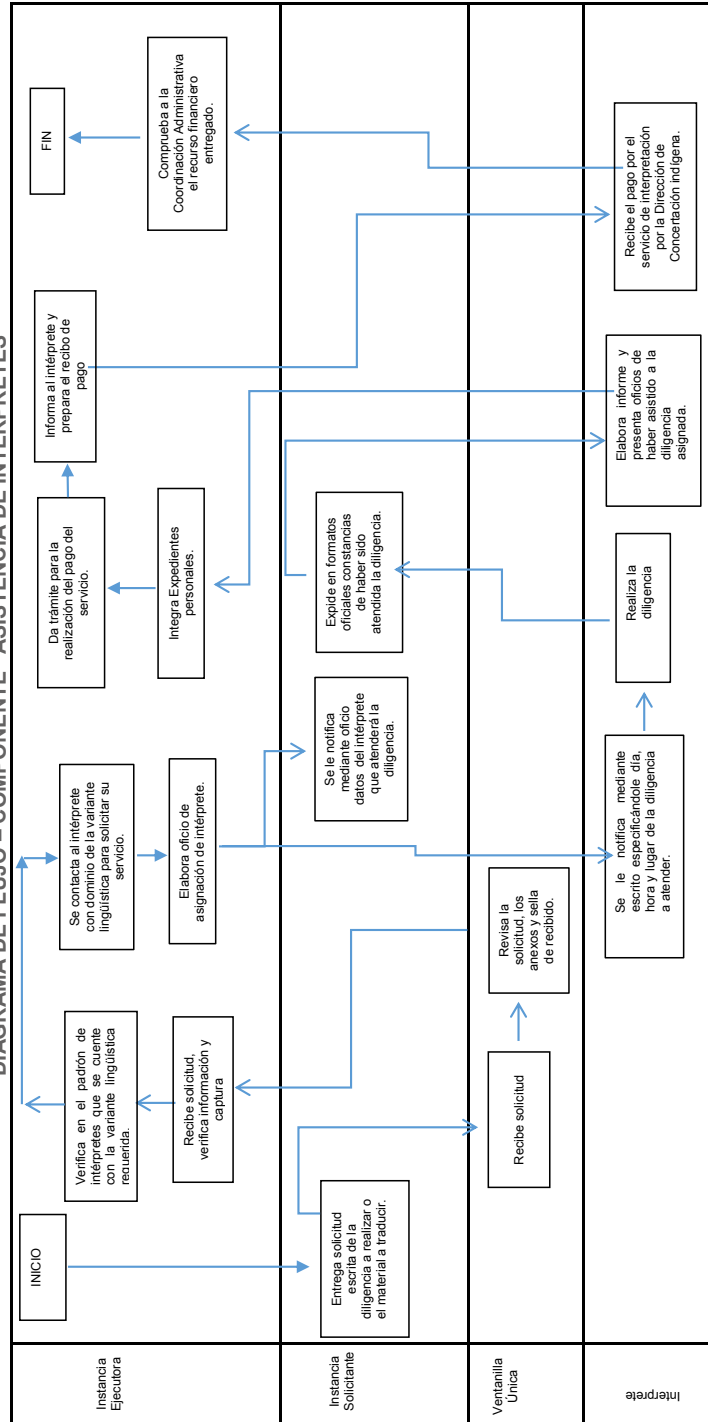 DIAGRAMA DE FLUJO – COMPONENTE “ASISTENCIA DE INTÉRPRETES”
Instancia
Ejecutora
INICIO
Verifica en el padrón de
intérpretes que se cuente
con la variante lingüística
requerida.
Recibe solicitud,
verifica información y
captura
Se contacta al intérprete
con dominio de la variante
lingüística para solicitar su
servicio.
Elabora oficio de
asignación de intérprete.
Da trámite para la
realización del pago del
servicio.
Integra Expedientes
personales.
Informa al intérprete y
prepara el recibo de
pago
FIN
Comprueba a la
Coordinación Administrativa
el recurso financiero
entregado.
Instancia
Solicitante
Entrega solicitud
escrita de la
diligencia a realizar o
el material a traducir.
Se le notifica
mediante oficio
datos del intérprete
que atenderá la
diligencia.
Expide en formatos
oficiales constancias
de haber sido
atendida la diligencia.
Ventanilla
Única
Recibe solicitud
Revisa la
solicitud, los
anexos y sella
de recibido.
Interprete
Se le notifica mediante
escrito especificándole día,
hora y lugar de la diligencia
a atender.
Realiza la
diligencia
Elabora informe y
presenta oficios de
haber asistido a la
diligencia
asignada.
Recibe el pago por el
servicio de interpretación
por la Dirección de
Concertación indígena.